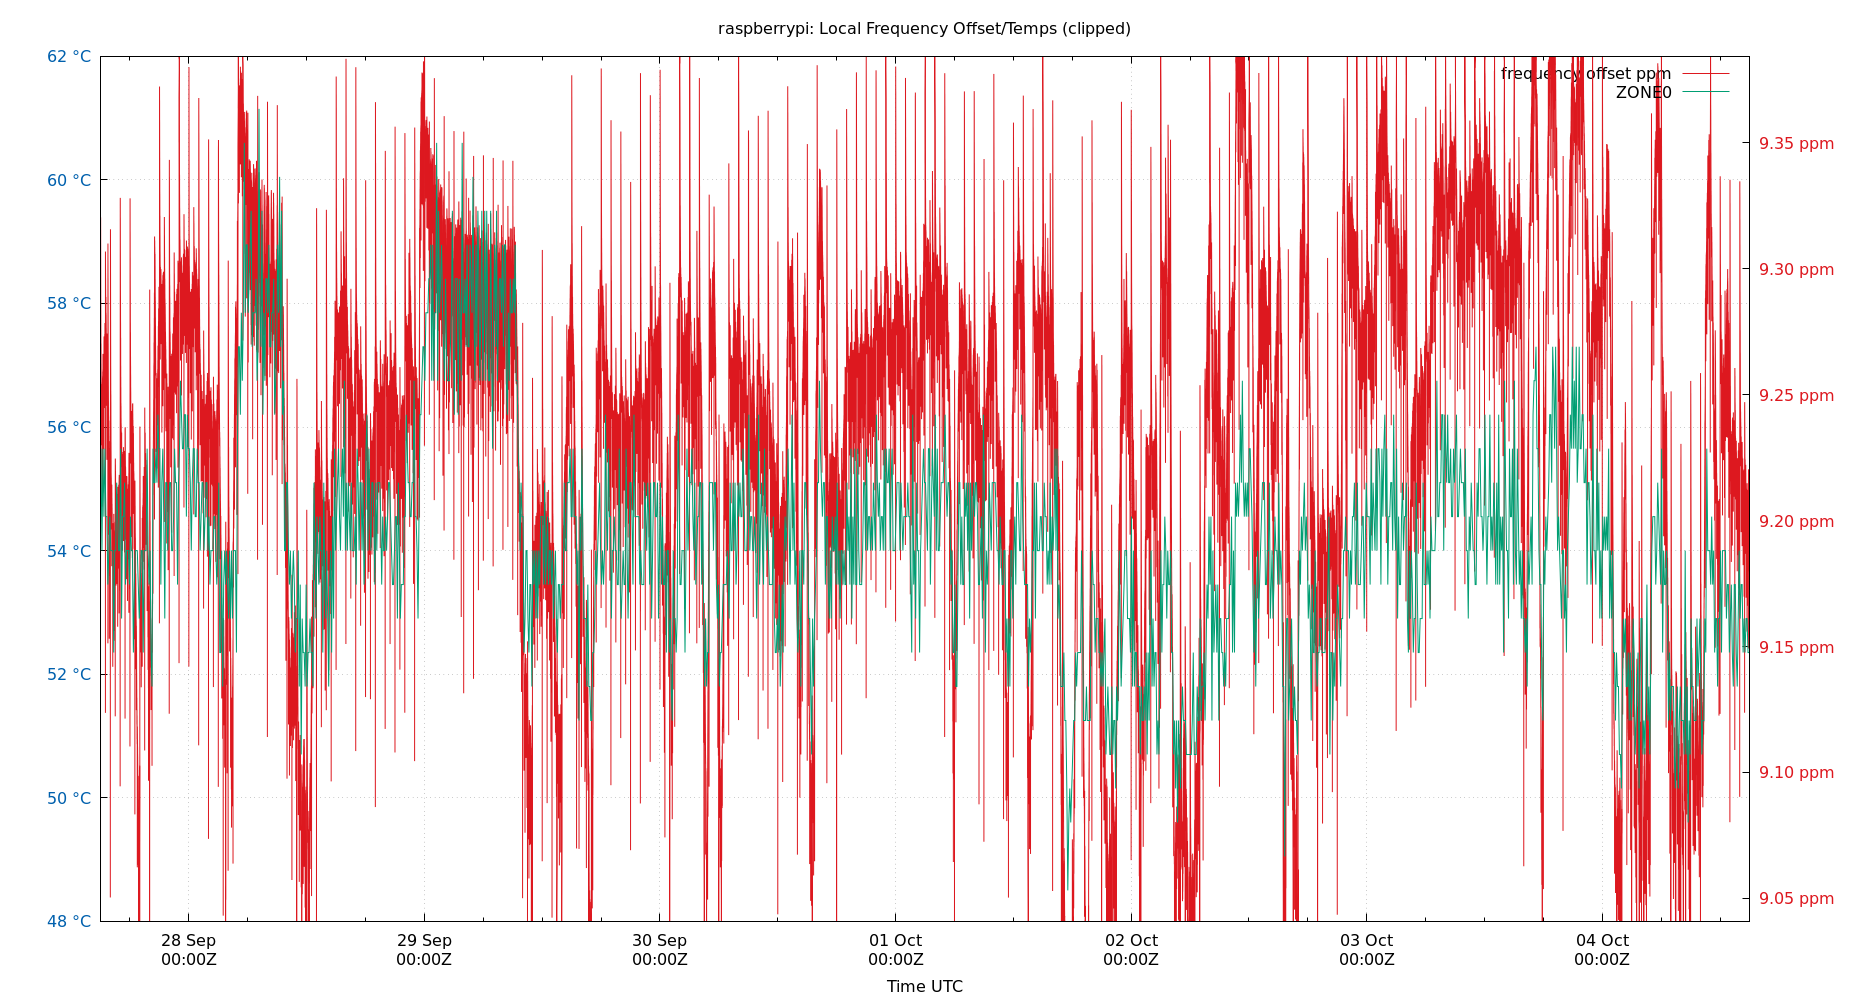 raspberrypi: Local Frequency Offset/Temps (clipped)
62 °C
60 °C
58 °C
56 °C
54 °C
52 °C
50 °C
48 °C
frequency offset ppm
ZONE0
9.35 ppm
9.30 ppm
9.25 ppm
9.20 ppm
9.15 ppm
9.10 ppm
9.05 ppm
28 Sep 29 Sep 30 Sep 01 Oct 02 Oct 03 Oct 04 Oct
00:00Z 00:00Z 00:00Z 00:00Z 00:00Z 00:00Z 00:00Z
Time UTC